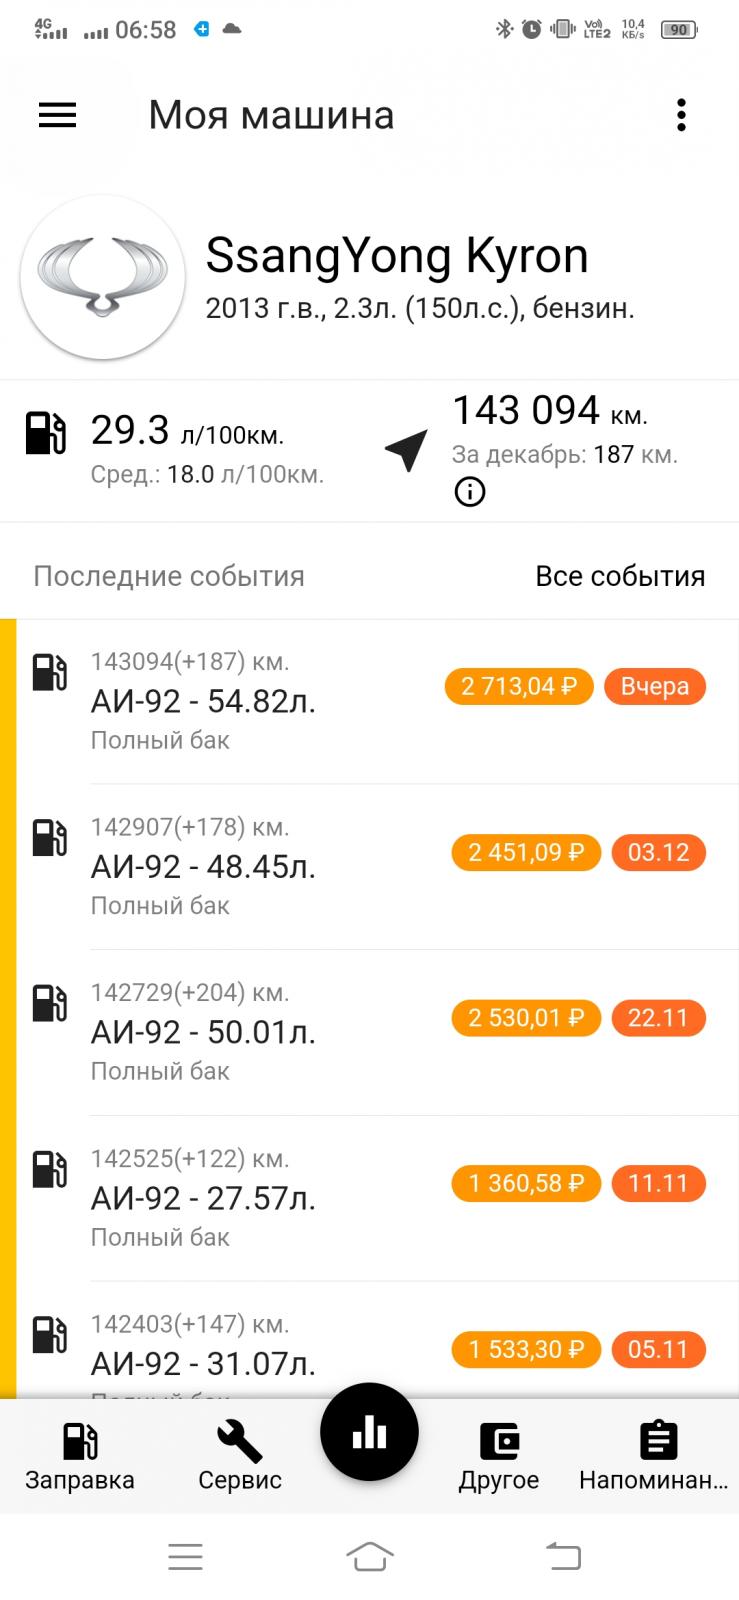 4G 06:58 Vo) LTE2 10,4 КБ/s 90
Моя машина
SsangYong Kyron
2013 г.в., 2.3л. (150л.с.), бензин.
29.3 л/100км.
Сред.: 18.0 л/100км.
143 094 км.
За декабрь: 187 км.
Последние события Все события
143094(+187) км.
АИ-92 - 54.82л. 2 713,04 ₽ Вчера
Полный бак
142907(+178) км.
АИ-92 - 48.45л. 2 451,09 ₽ 03.12
Полный бак
142729(+204) км.
АИ-92 - 50.01л. 2 530,01 ₽ 22.11
Полный бак
142525(+122) км.
АИ-92 - 27.57л. 1 360,58 ₽ 11.11
Полный бак
142403(+147) км.
АИ-92 - 31.07л. 1 533,30 ₽ 05.11
Заправка Сервис Другое Напоминан...